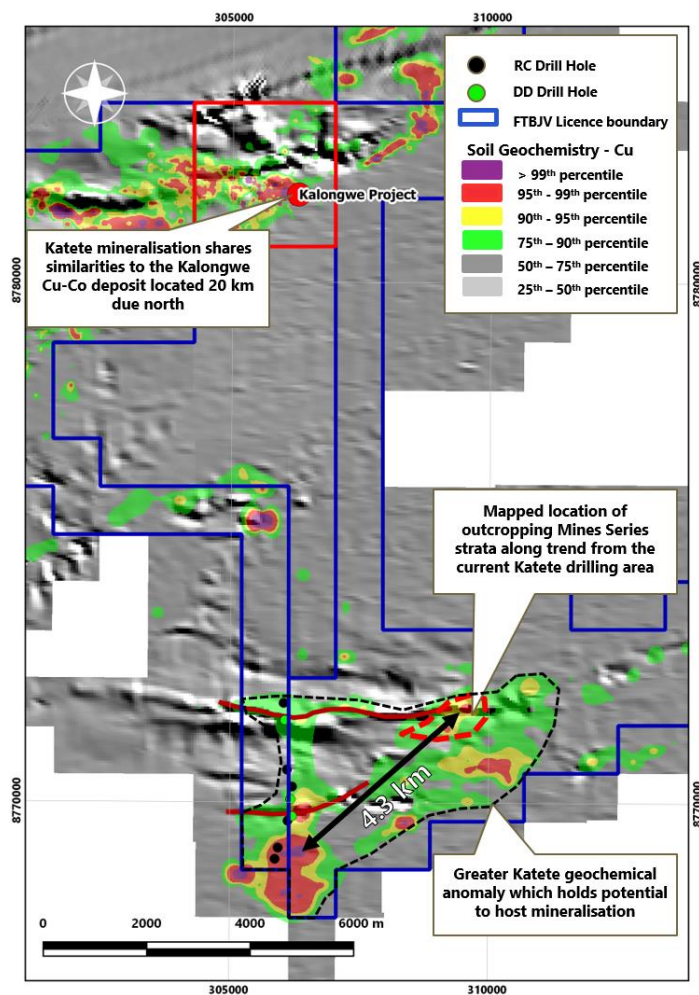 305000
310000
RC Drill Hole
DD Drill Hole
FTBJV Licence boundary
Soil Geochemistry - Cu
> 99th percentile
95th - 99th percentile
90th - 95th percentile
75th – 90th percentile
50th – 75th percentile
25th – 50th percentile
Kalongwe Project
Katete mineralisation shares
similarities to the Kalongwe
Cu-Co deposit located 20 km
due north
8780000
8780000
Mapped location of
outcropping Mines Series
strata along trend from the
current Katete drilling area
4.3 km
8770000
8770000
Greater Katete geochemical
anomaly which holds potential
to host mineralisation
0
2000
4000
6000 m
305000
310000